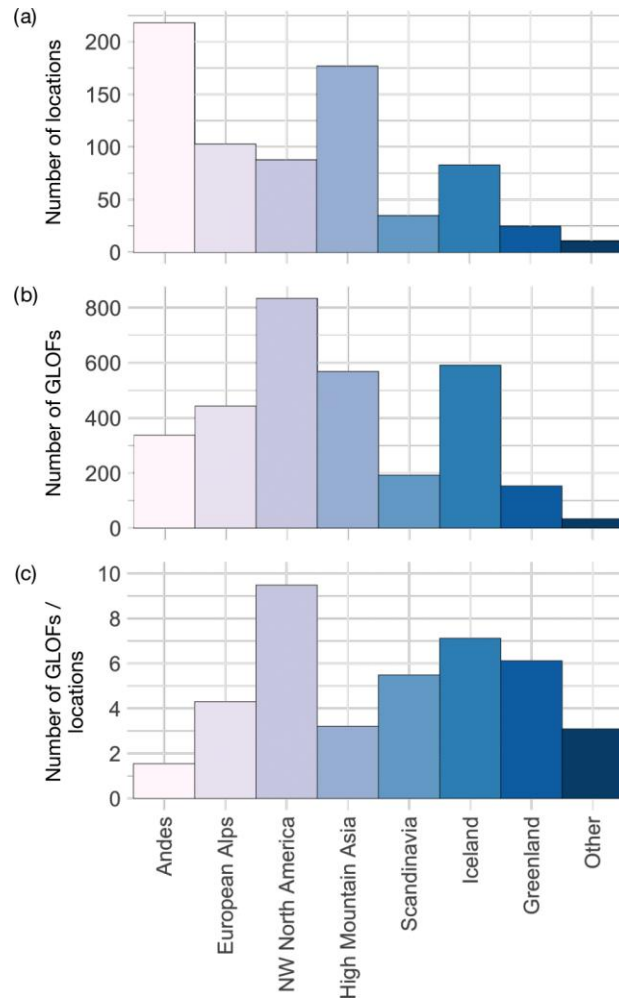 (a)
Number of locations
200
150
100
50
0
(b)
Number of GLOFs
800
600
400
200
0
(c)
Number of GLOFs /
locations
10
8
6
4
2
0
Andes
European Alps
NW North America
High Mountain Asia
Scandinavia
Iceland
Greenland
Other